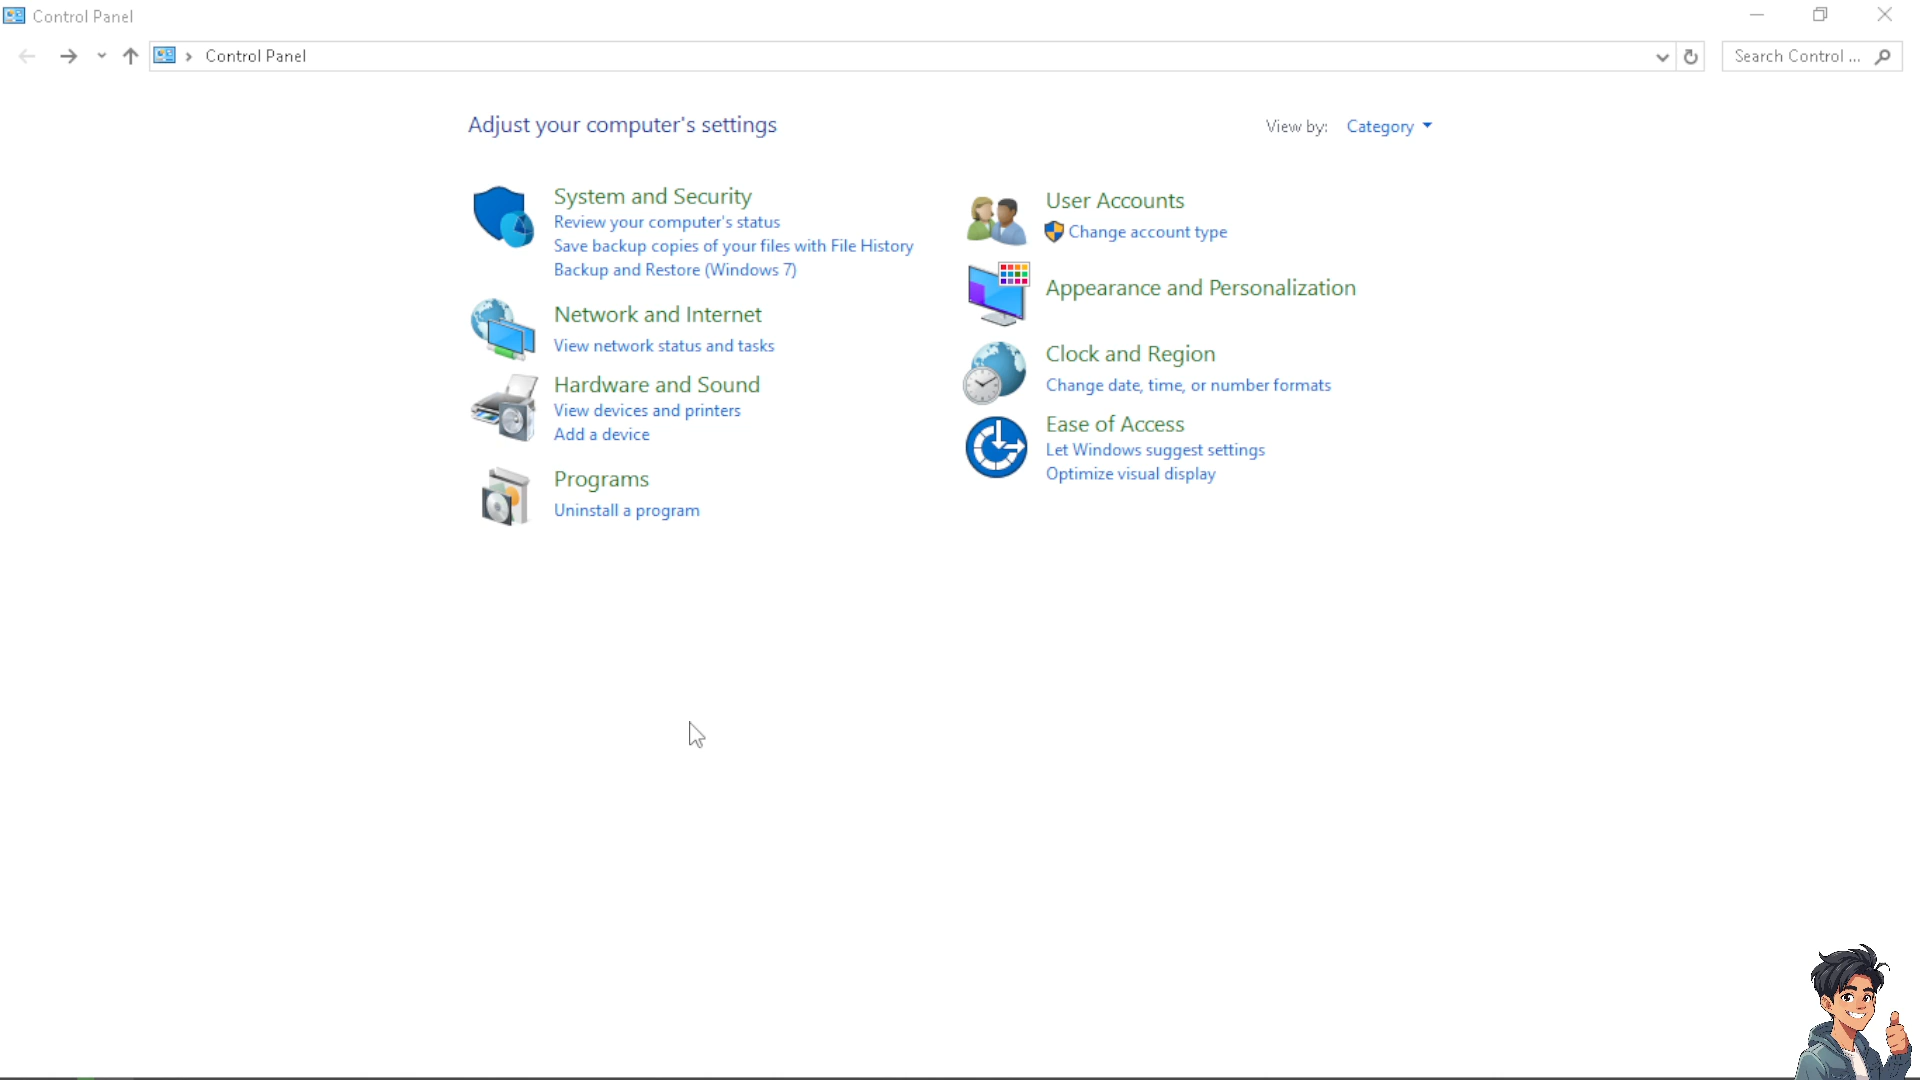 Control Panel
Control Panel
Search Control ...
Adjust your computer's settings
View by: Category
System and Security
Review your computer's status
Save backup copies of your files with File History
Backup and Restore (Windows 7)
Network and Internet
View network status and tasks
Hardware and Sound
View devices and printers
Add a device
Programs
Uninstall a program
User Accounts
Change account type
Appearance and Personalization
Clock and Region
Change date, time, or number formats
Ease of Access
Let Windows suggest settings
Optimize visual display